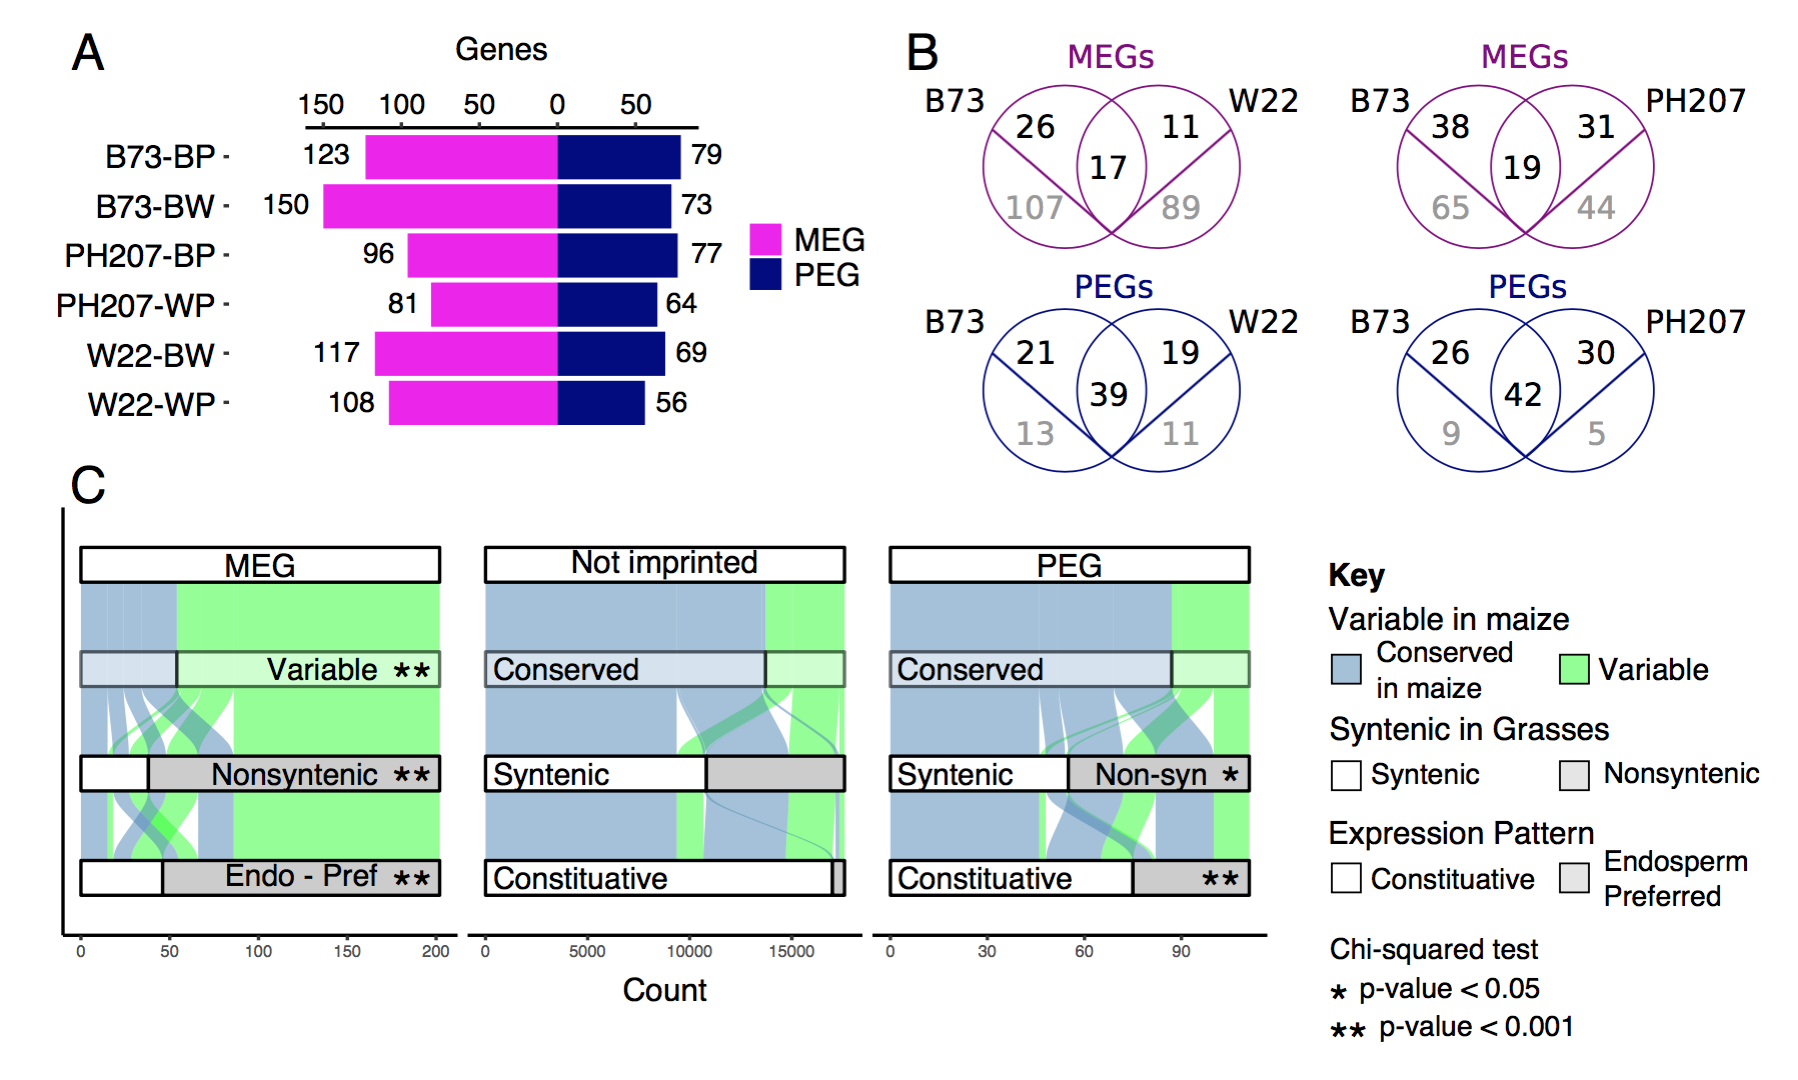 A
Genes
150 100 50 0 50
B73-BP 123 79
B73-BW 150 73
PH207-BP 96 77
PH207-WP 81 64
W22-BW 117 69
W22-WP 108 56
MEG
PEG
B
MEGs
B73 W22
26 11
17
107 89
MEGs
B73 PH207
38 31
19
65 44
PEGs
B73 W22
21 19
39
13 11
PEGs
B73 PH207
26 30
42
9 5
C
MEG
Variable **
Nonsyntenic **
Endo - Pref **
0 50 100 150 200
Not imprinted
Conserved
Syntenic
Constituative
0 5000 10000 15000
PEG
Conserved
Syntenic Non-syn *
Constituative **
0 30 60 90
Count
Key
Variable in maize
Conserved
in maize
Variable
Syntenic in Grasses
Syntenic Nonsyntenic
Expression Pattern
Constituative
Endosperm
Preferred
Chi-squared test
* p-value < 0.05
** p-value < 0.001